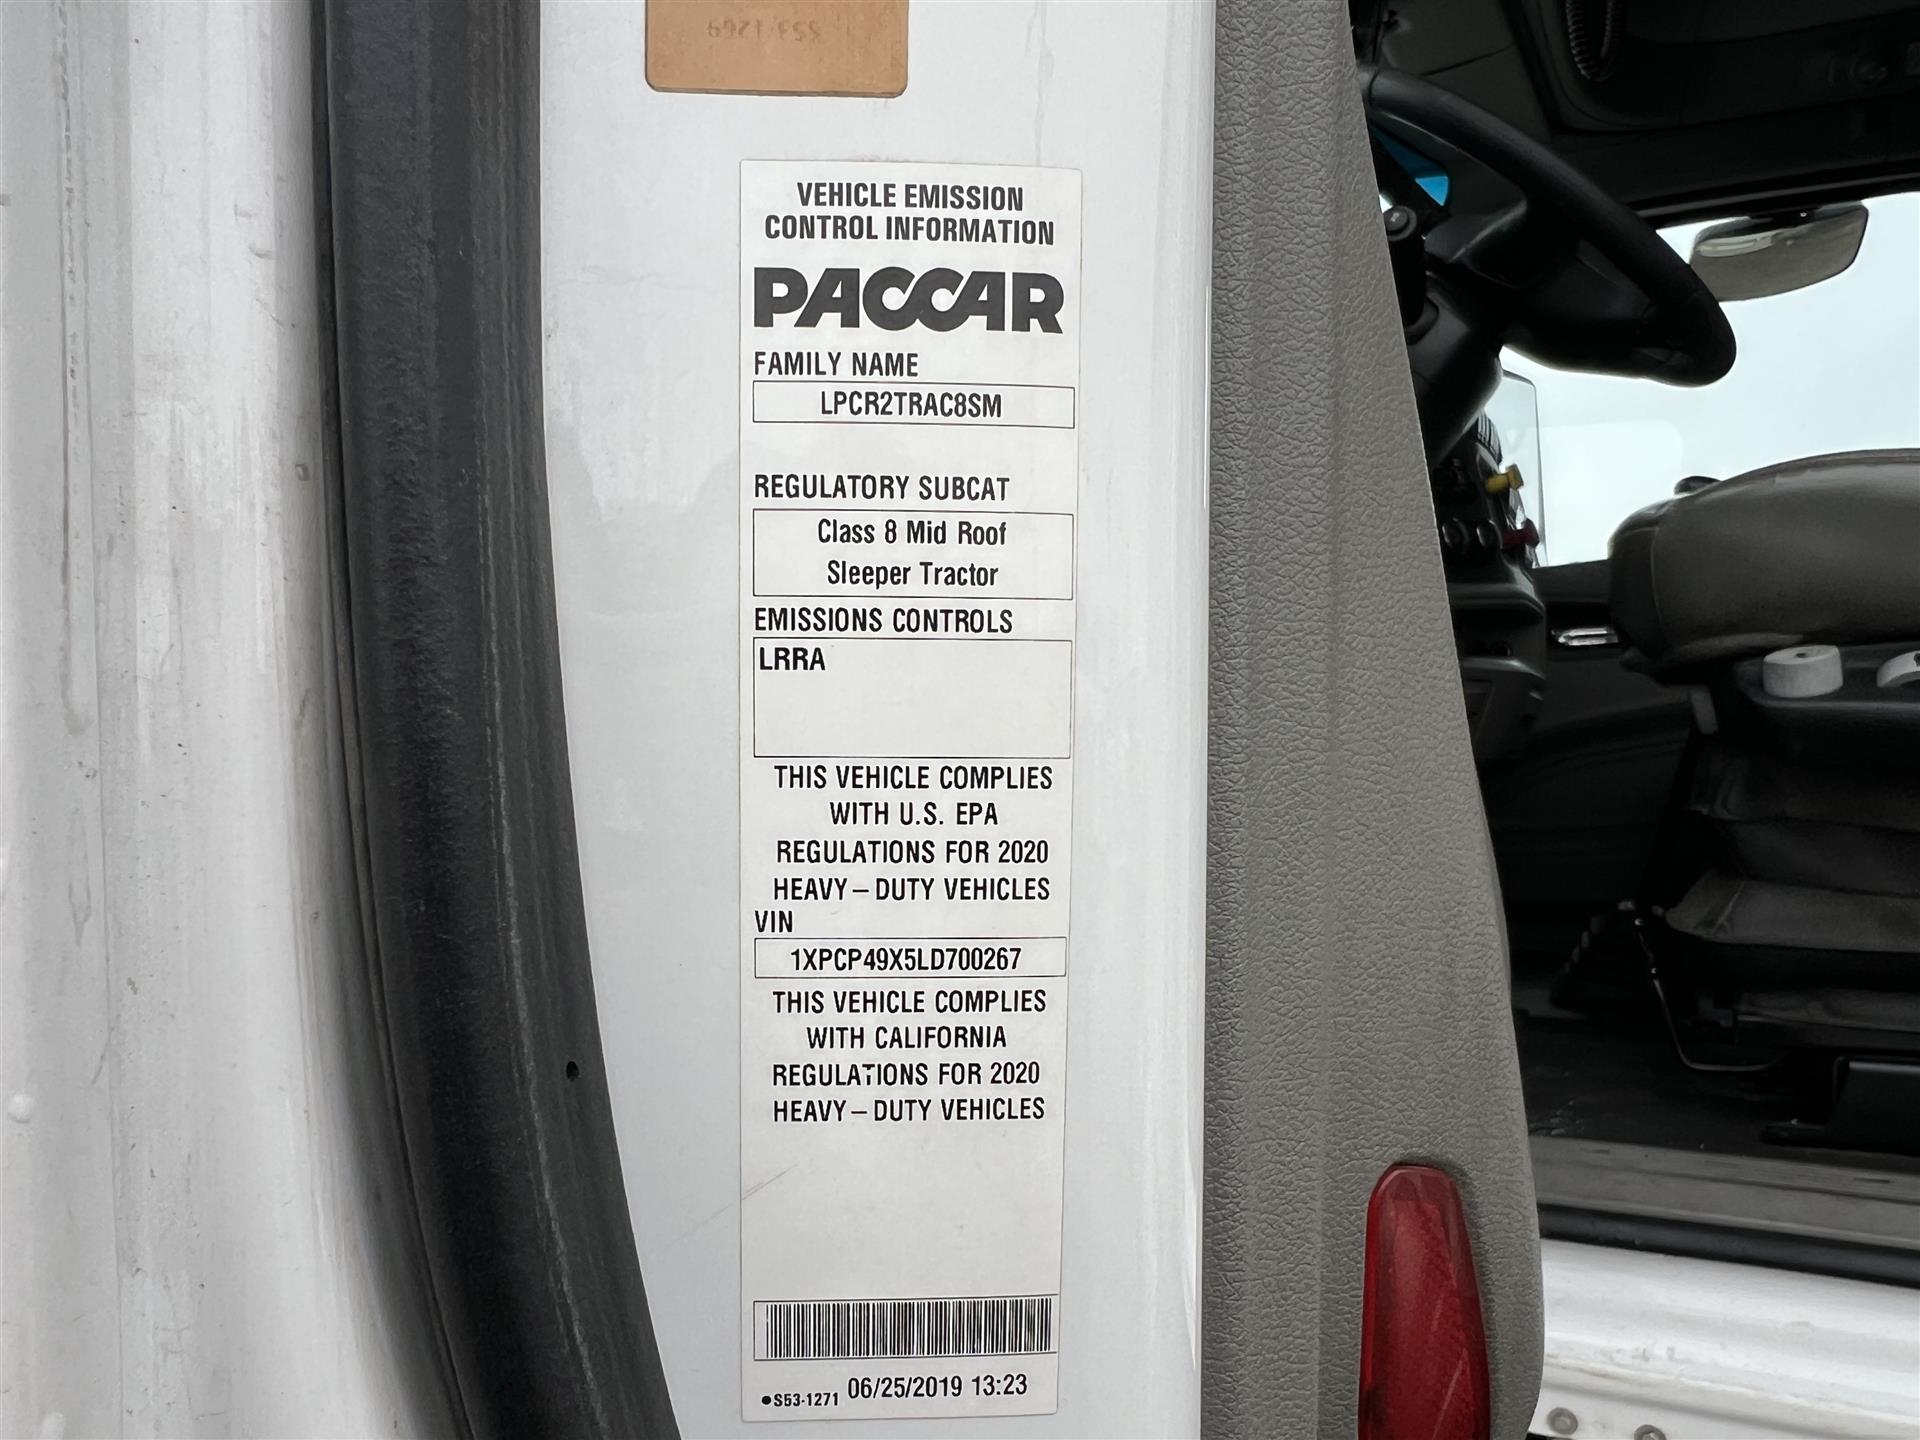 S53-1269
VEHICLE EMISSION
CONTROL INFORMATION
PACCAR
FAMILY NAME
LPCR2TRAC8SM
REGULATORY SUBCAT
Class 8 Mid Roof
Sleeper Tractor
EMISSIONS CONTROLS
LRRA
THIS VEHICLE COMPLIES
WITH U.S. EPA
REGULATIONS FOR 2020
HEAVY–DUTY VEHICLES
VIN
1XPCP49X5LD700267
THIS VEHICLE COMPLIES
WITH CALIFORNIA
REGULATIONS FOR 2020
HEAVY–DUTY VEHICLES
●S53-1271 06/25/2019 13:23